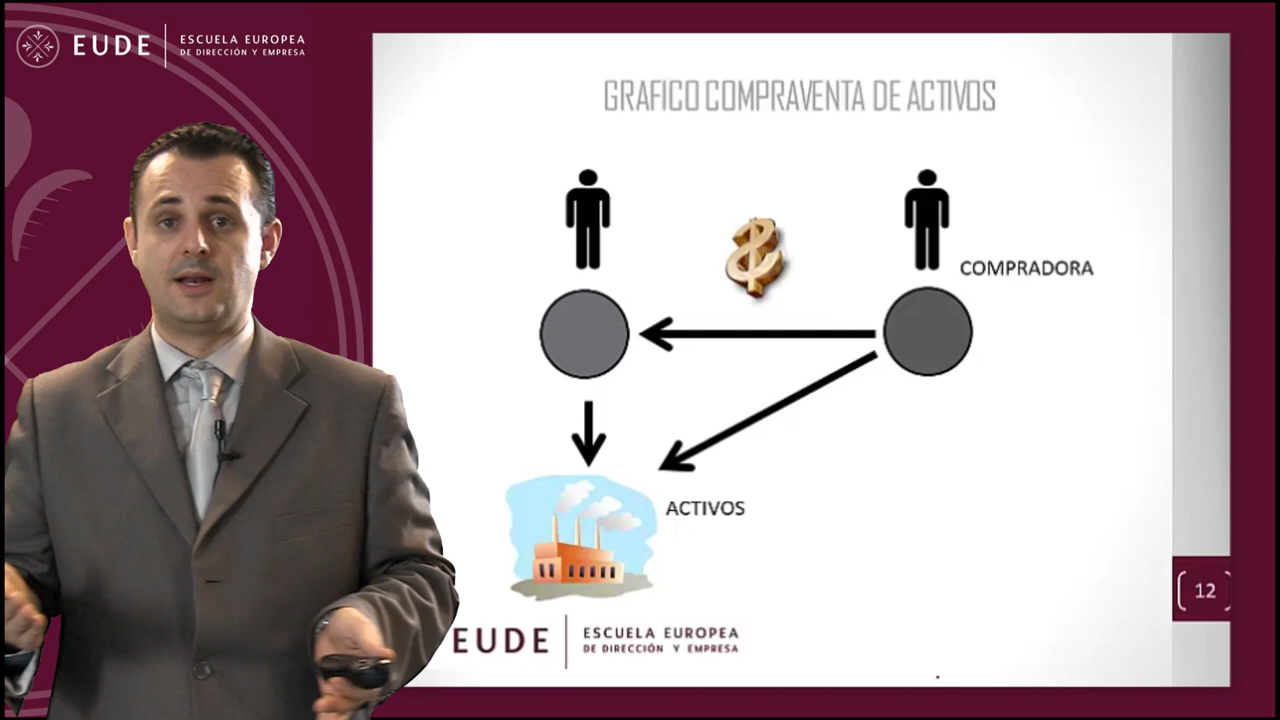 EUDE
ESCUELA EUROPEA
DE DIRECCIÓN Y EMPRESA
GRAFICO COMPRAVENTA DE ACTIVOS
COMPRADORA
ACTIVOS
12
EUDE
ESCUELA EUROPEA
DE DIRECCIÓN Y EMPRESA